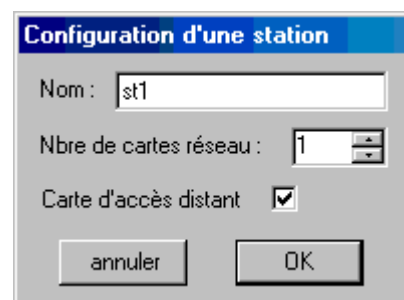 Configuration d'une station
Nom : st1
Nbre de cartes réseau : 1
Carte d'accès distant
annuler OK